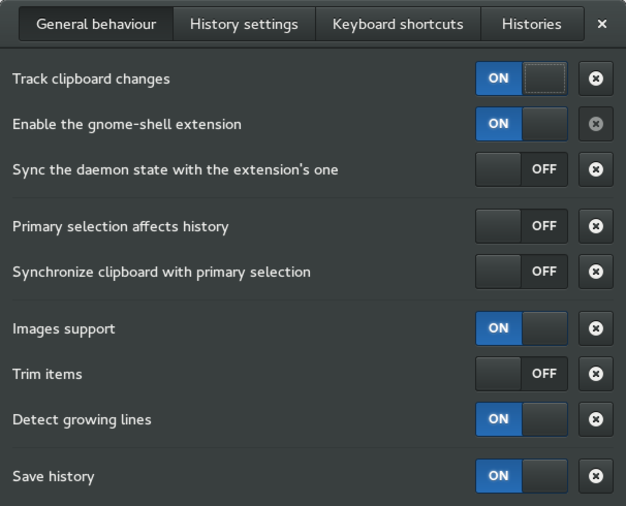 General behaviour History settings Keyboard shortcuts Histories
Track clipboard changes ON
Enable the gnome-shell extension ON
Sync the daemon state with the extension's one OFF
Primary selection affects history OFF
Synchronize clipboard with primary selection OFF
Images support ON
Trim items OFF
Detect growing lines ON
Save history ON